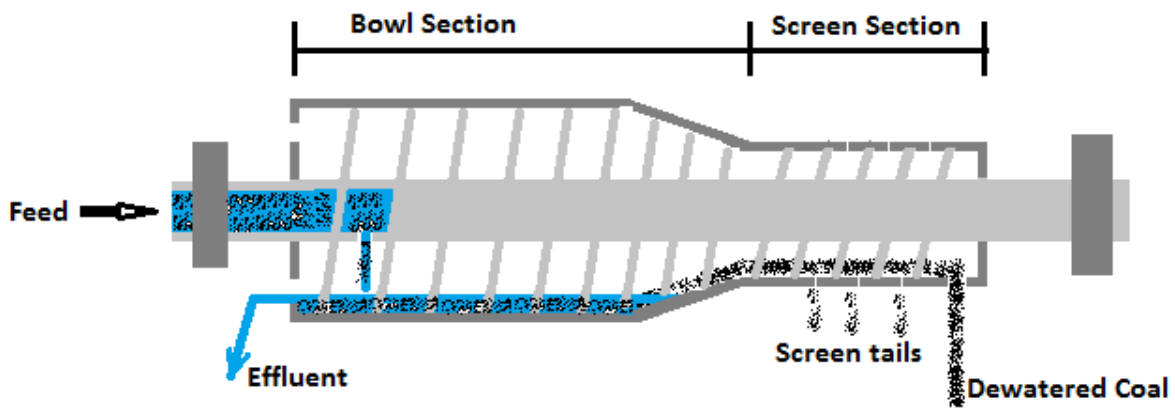 Bowl Section
Screen Section
Feed
Effluent
Screen tails
Dewatered Coal